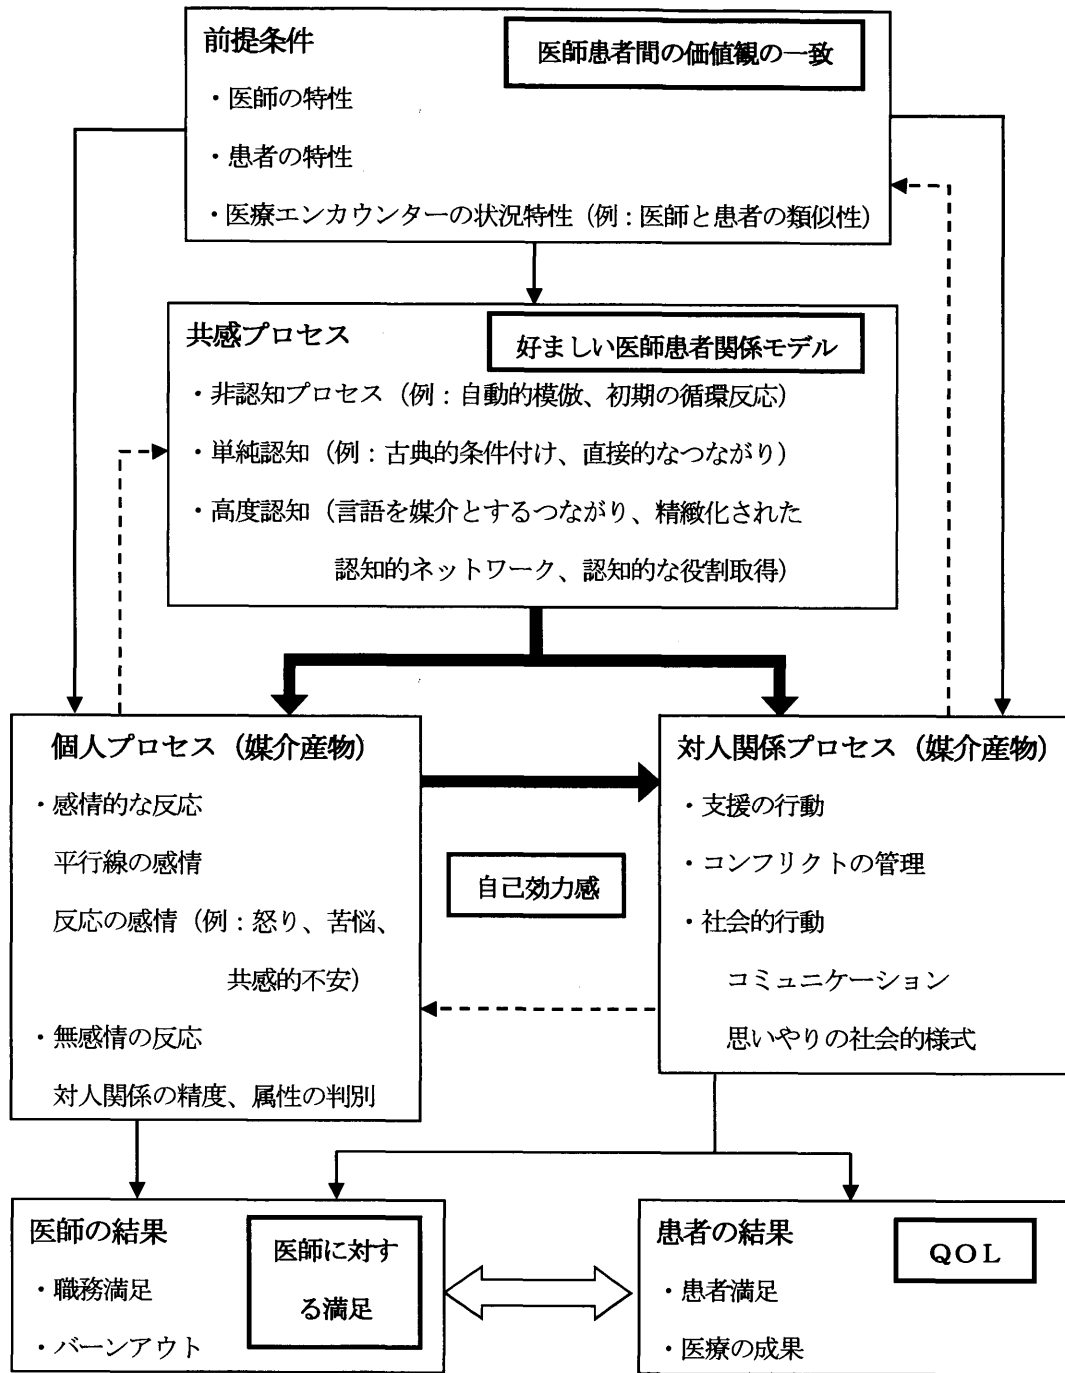 前提条件
医師患者間の価値観の一致
・医師の特性
・患者の特性
・医療エンカウンターの状況特性（例：医師と患者の類似性）
共感プロセス
好ましい医師患者関係モデル
・非認知プロセス（例：自動的模倣、初期の循環反応）
・単純認知（例：古典的条件付け、直接的なつながり）
・高度認知（言語を媒介とするつながり、精緻化された
認知的ネットワーク、認知的な役割取得）
個人プロセス（媒介産物）
・感情的な反応
平行線の感情
反応の感情（例：怒り、苦悩、
共感的不安）
・無感情の反応
対人関係の精度、属性の判別
自己効力感
対人関係プロセス（媒介産物）
・支援の行動
・コンフリクトの管理
・社会的行動
コミュニケーション
思いやりの社会的様式
医師の結果
・職務満足
・バーンアウト
医師に対す
る満足
患者の結果
QOL
・患者満足
・医療の成果